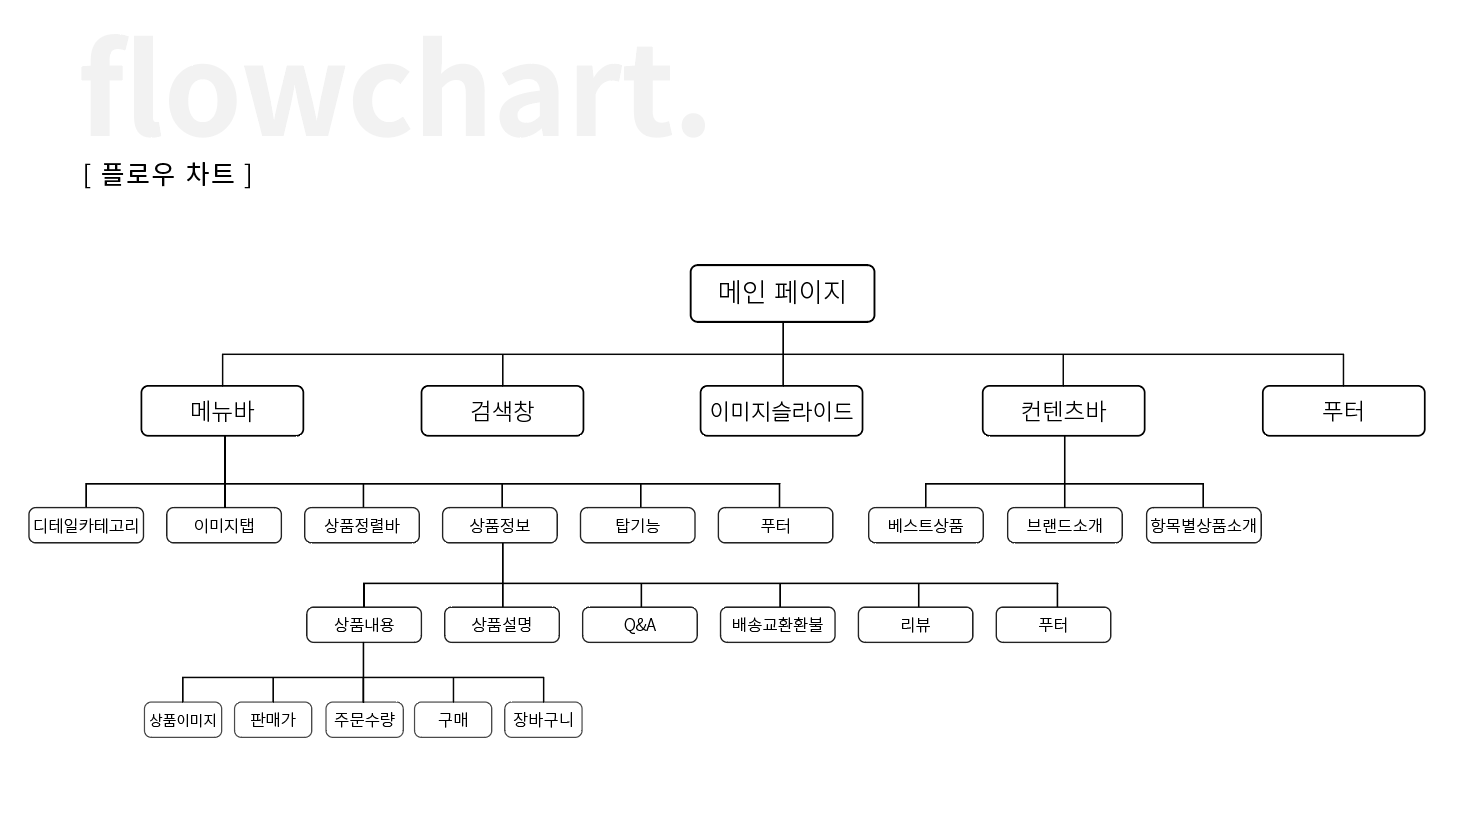 flowchart.
[ 플로우 차트 ]
메인 페이지
메뉴바
검색창
이미지슬라이드
컨텐츠바
푸터
디테일카테고리
이미지탭
상품정렬바
상품정보
탑기능
푸터
베스트상품
브랜드소개
항목별상품소개
상품내용
상품설명
Q&A
배송교환환불
리뷰
푸터
상품이미지
판매가
주문수량
구매
장바구니